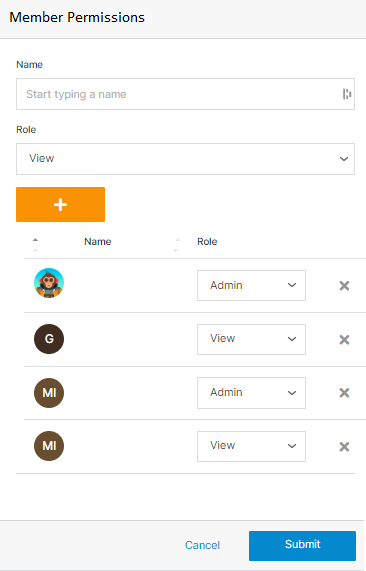 Member Permissions
Name
Start typing a name
Role
View
+
Name Role
Admin
G View
MI Admin
MI View
Cancel Submit